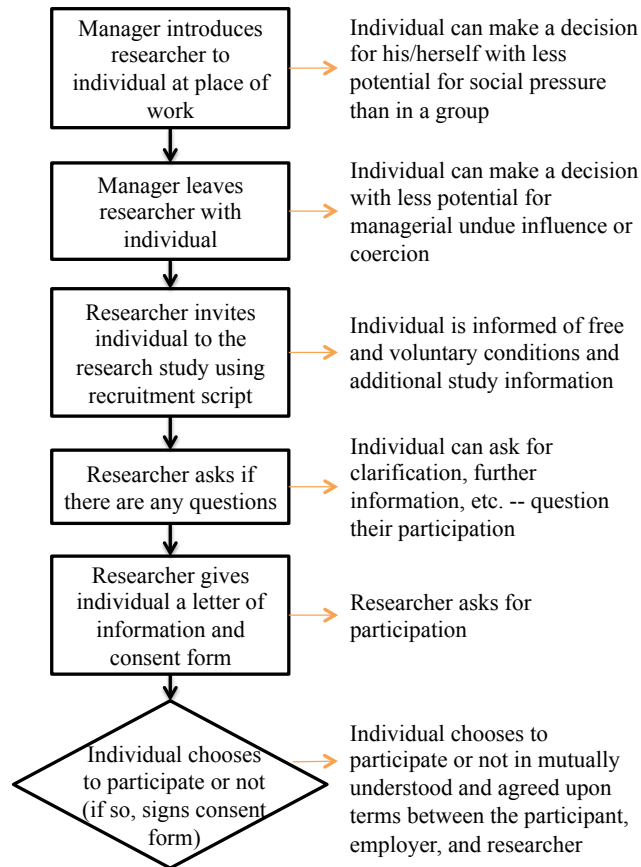 Manager introduces
researcher to
individual at place of
work
Individual can make a decision
for his/herself with less
potential for social pressure
than in a group
Manager leaves
researcher with
individual
Individual can make a decision
with less potential for
managerial undue influence or
coercion
Researcher invites
individual to the
research study using
recruitment script
Individual is informed of free
and voluntary conditions and
additional study information
Researcher asks if
there are any questions
Individual can ask for
clarification, further
information, etc. -- question
their participation
Researcher gives
individual a letter of
information and
consent form
Researcher asks for
participation
Individual chooses
to participate or not
(if so, signs consent
form)
Individual chooses to
participate or not in mutually
understood and agreed upon
terms between the participant,
employer, and researcher